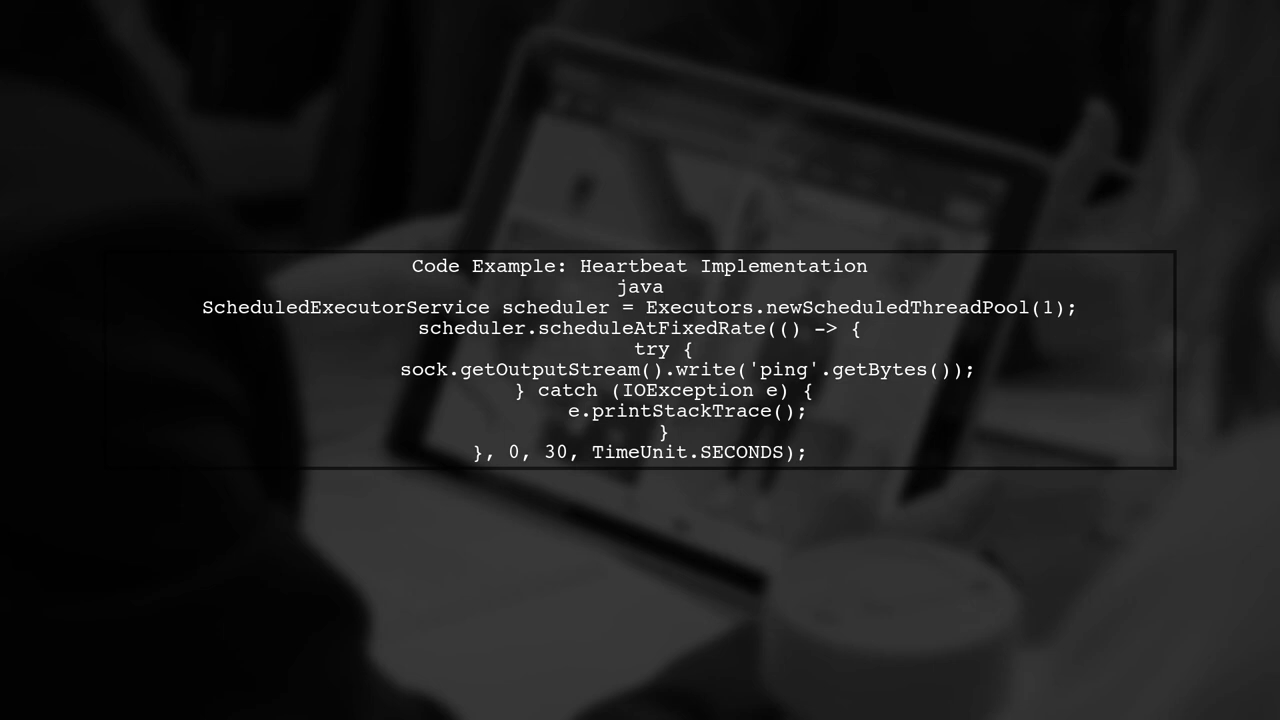 Code Example: Heartbeat Implementation
java
ScheduledExecutorService scheduler = Executors.newScheduledThreadPool(1);
scheduler.scheduleAtFixedRate(() -> {
try {
sock.getOutputStream().write('ping'.getBytes());
} catch (IOException e) {
e.printStackTrace();
}
}, 0, 30, TimeUnit.SECONDS);